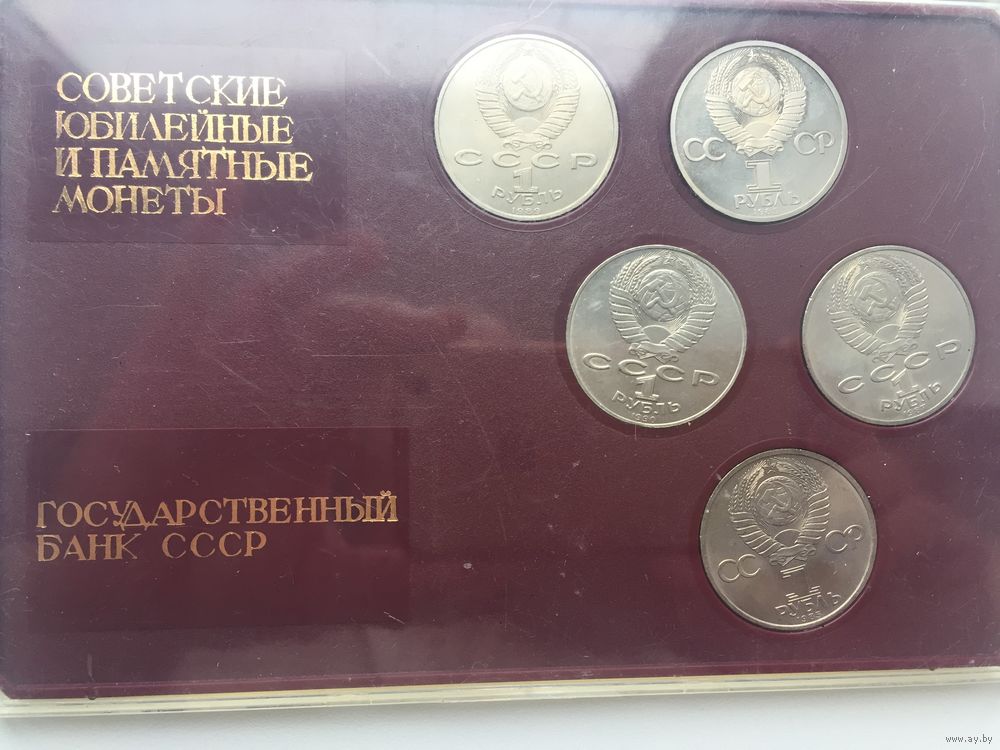 СОВЕТСКИЕ
ЮБИЛЕЙНЫЕ
И ПАМЯТНЫЕ
МОНЕТЫ
СССР
1
РУБЛЬ
1989
СССР
1
РУБЛЬ
СССР
1
РУБЛЬ
СССР
1
РУБЛЬ
ГОСУДАРСТВЕННЫЙ
БАНК СССР
1
РУБЛЬ
www.ay.by